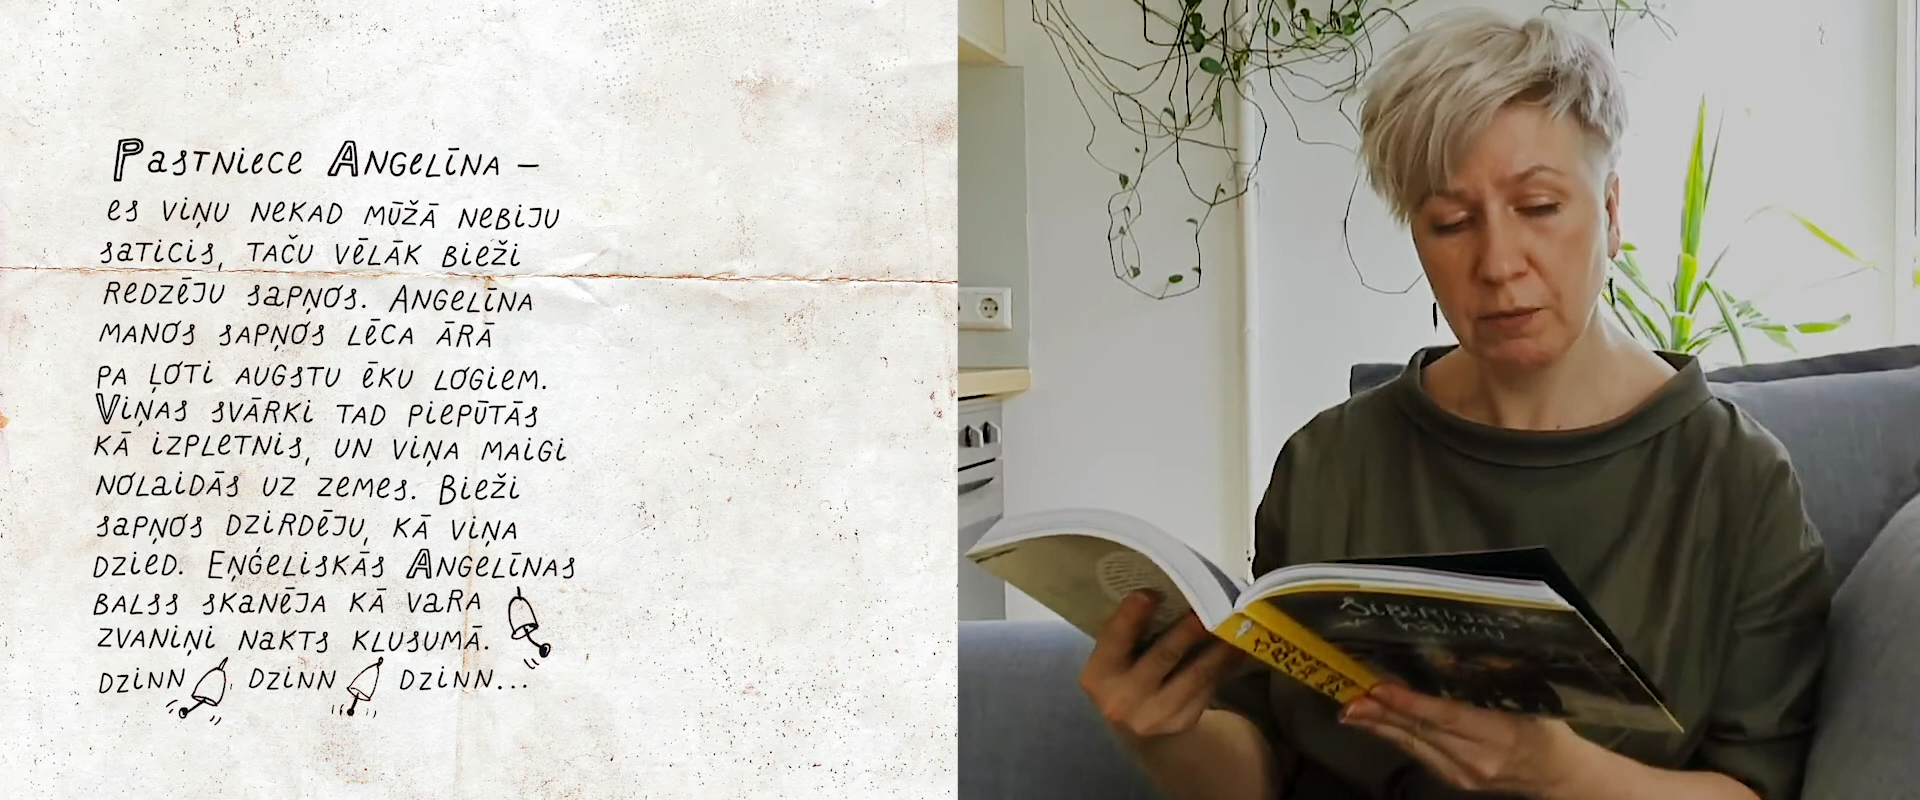 Pastniece Angelīna –
es viņu nekad mūžā nebiju
saticis, taču vēlāk bieži
redzēju sapņos. Angelīna
manos sapņos lēca ārā
pa ļoti augstu ēku logiem.
Viņas svārki tad piepūtās
kā izpletnis, un viņa maigi
nolaidās uz zemes. Bieži
sapņos dzirdēju, kā viņa
dzied. Eņģeliskās Angelīnas
balss skanēja kā vara
zvaniņi nakts klusumā.
dzinn, dzinn dzinn...